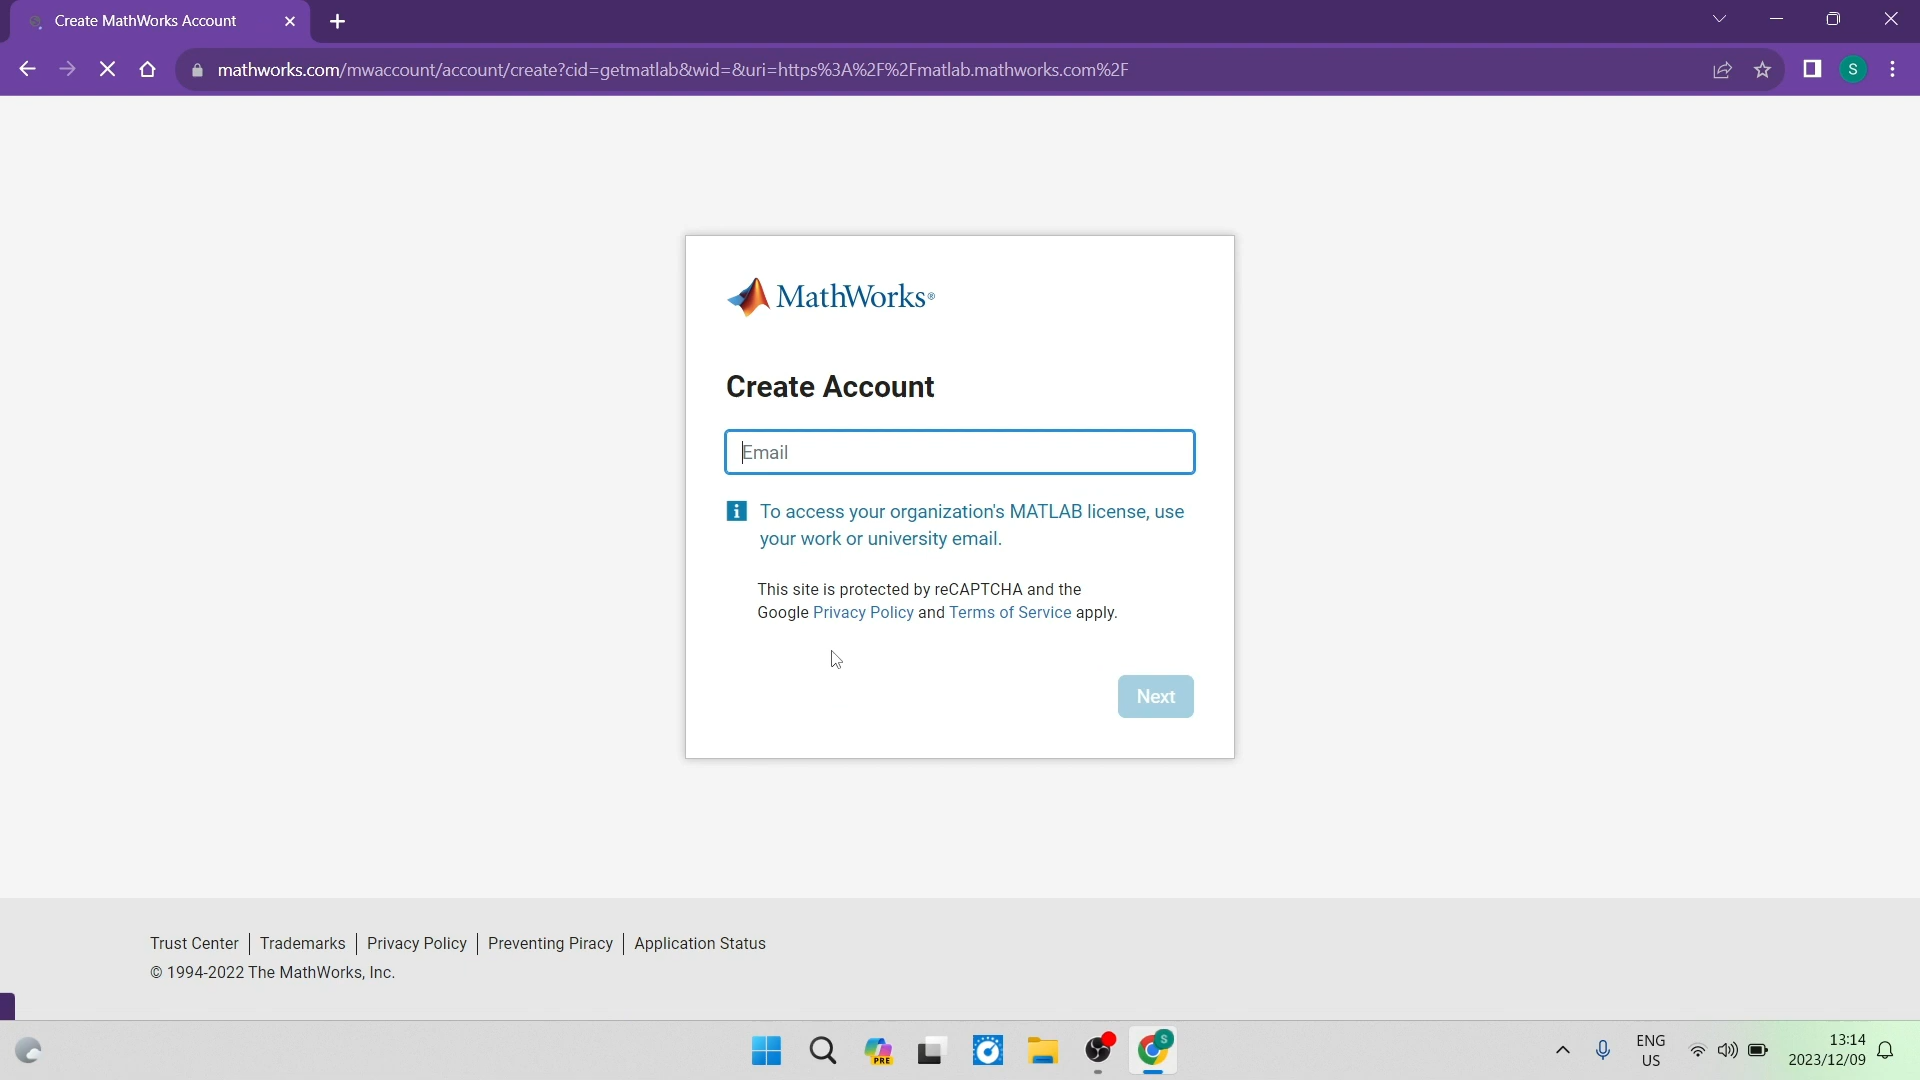 Create MathWorks Account
mathworks.com/mwaccount/account/create?cid=getmatlab&wid=&uri=https%3A%2F%2Fmatlab.mathworks.com%2F
S
MathWorks®
Create Account
Email
i To access your organization's MATLAB license, use
your work or university email.
This site is protected by reCAPTCHA and the
Google Privacy Policy and Terms of Service apply.
Next
Trust Center | Trademarks | Privacy Policy | Preventing Piracy | Application Status
© 1994-2022 The MathWorks, Inc.
PRE
S
ENG
US
13:14
2023/12/09